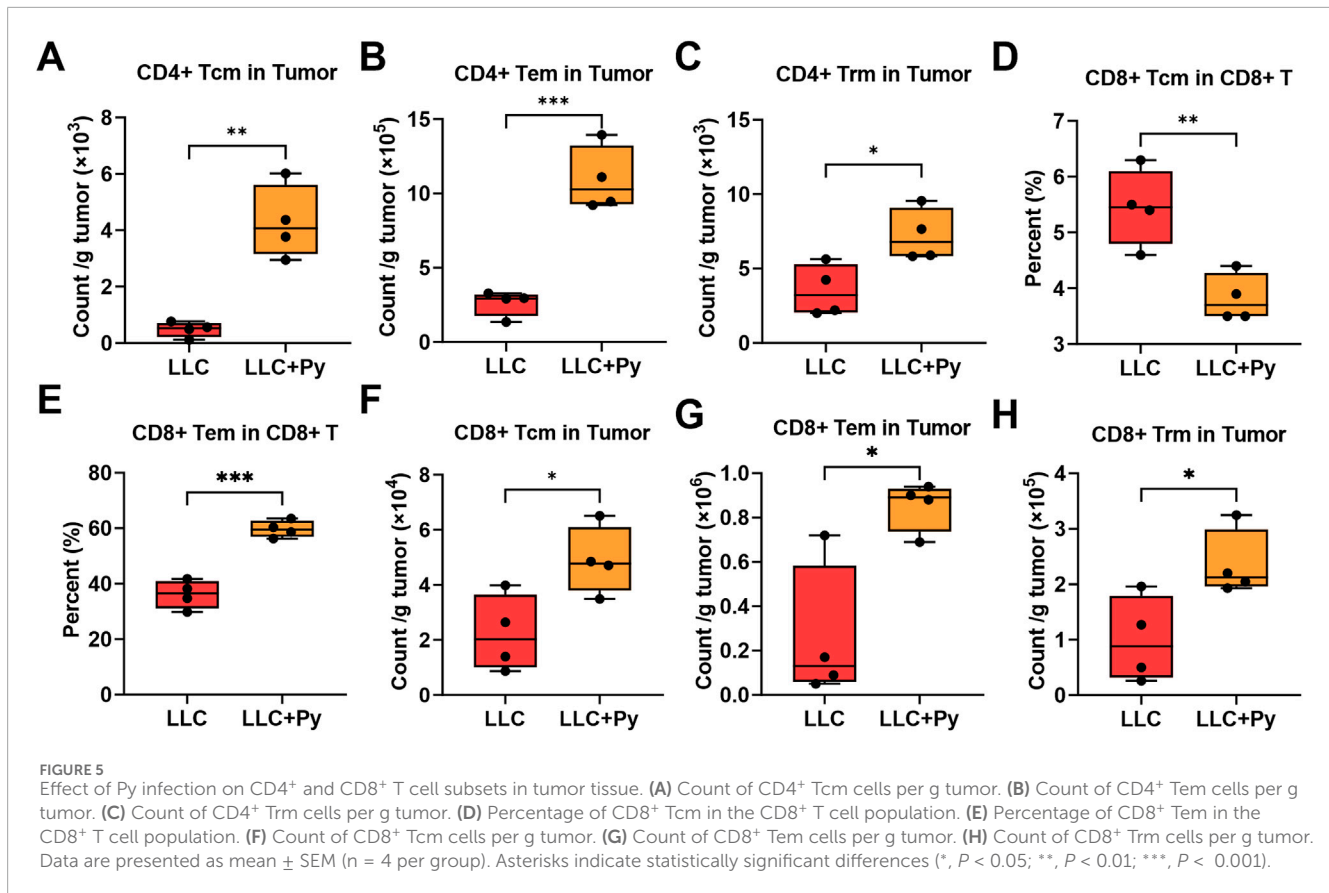 A
CD4+ Tcm in Tumor
Count /g tumor (×10³)
8
6
4
2
0
**
LLC
LLC+Py
B
CD4+ Tem in Tumor
Count /g tumor (×10⁵)
15
10
5
0
***
LLC
LLC+Py
C
CD4+ Trm in Tumor
Count /g tumor (×10³)
15
10
5
0
*
LLC
LLC+Py
D
CD8+ Tcm in CD8+ T
Percent (%)
7
6
5
4
3
**
LLC
LLC+Py
E
CD8+ Tem in CD8+ T
Percent (%)
80
60
40
20
0
***
LLC
LLC+Py
F
CD8+ Tcm in Tumor
Count /g tumor (×10⁴)
8
6
4
2
0
*
LLC
LLC+Py
G
CD8+ Tem in Tumor
Count /g tumor (×10⁶)
1.0
0.8
0.6
0.4
0.2
0.0
*
LLC
LLC+Py
H
CD8+ Trm in Tumor
Count /g tumor (×10⁵)
4
3
2
1
0
*
LLC
LLC+Py
FIGURE 5
Effect of Py infection on CD4⁺ and CD8⁺ T cell subsets in tumor tissue. (A) Count of CD4⁺ Tcm cells per g tumor. (B) Count of CD4⁺ Tem cells per g
tumor. (C) Count of CD4⁺ Trm cells per g tumor. (D) Percentage of CD8⁺ Tcm in the CD8⁺ T cell population. (E) Percentage of CD8⁺ Tem in the
CD8⁺ T cell population. (F) Count of CD8⁺ Tcm cells per g tumor. (G) Count of CD8⁺ Tem cells per g tumor. (H) Count of CD8⁺ Trm cells per g tumor.
Data are presented as mean ± SEM (n = 4 per group). Asterisks indicate statistically significant differences (*, P < 0.05; **, P < 0.01; ***, P < 0.001).